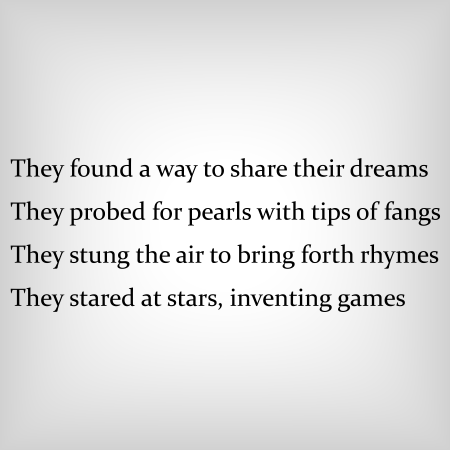 They found a way to share their dreams
They probed for pearls with tips of fangs
They stung the air to bring forth rhymes
They stared at stars, inventing games